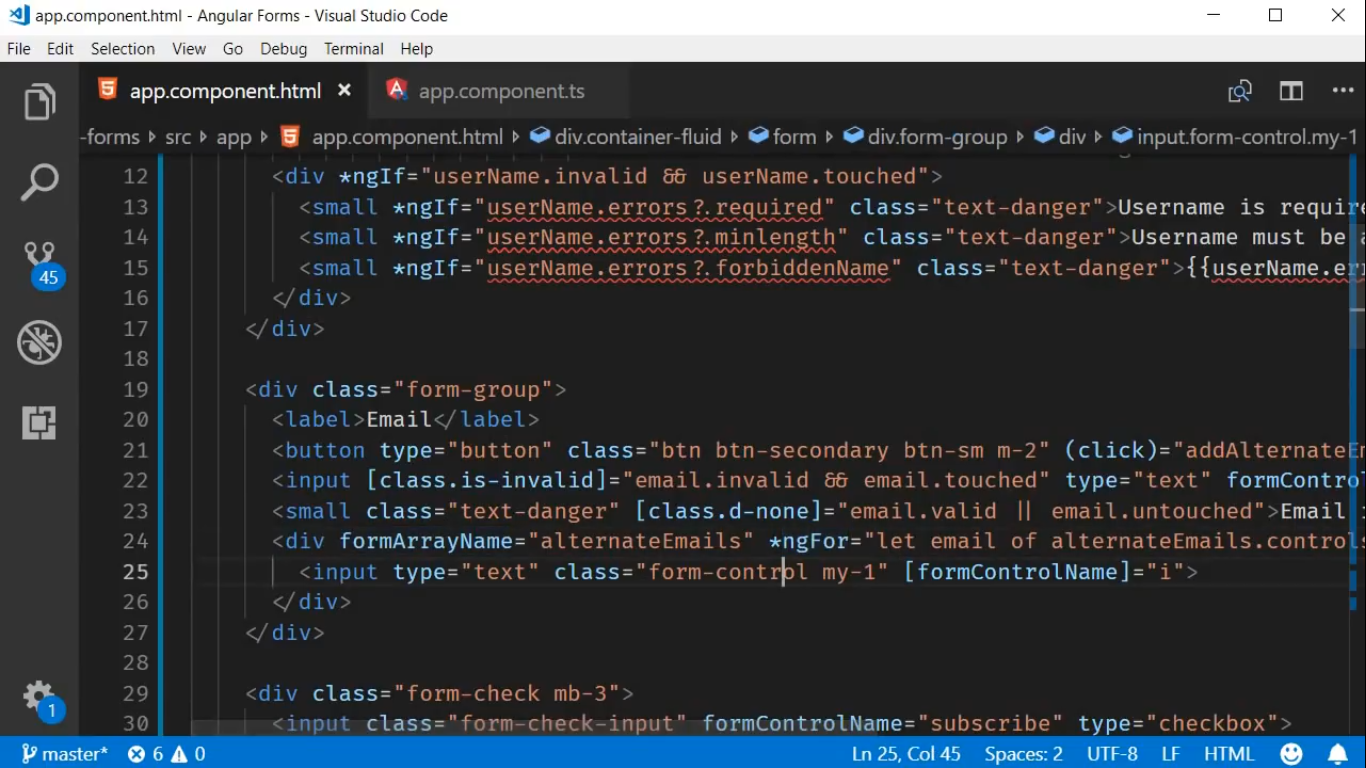 app.component.html - Angular Forms - Visual Studio Code
File Edit Selection View Go Debug Terminal Help
app.component.html app.component.ts
-forms src app app.component.html div.container-fluid form div.form-group div input.form-control.my-1
12 <div *ngIf="userName.invalid && userName.touched">
13 <small *ngIf="userName.errors?.required" class="text-danger">Username is require
14 <small *ngIf="userName.errors?.minlength" class="text-danger">Username must be a
15 <small *ngIf="userName.errors?.forbiddenName" class="text-danger">{{userName.err
16 </div>
17 </div>
18
19 <div class="form-group">
20 <label>Email</label>
21 <button type="button" class="btn btn-secondary btn-sm m-2" (click)="addAlternateEm
22 <input [class.is-invalid]="email.invalid && email.touched" type="text" formContro
23 <small class="text-danger" [class.d-none]="email.valid || email.untouched">Email i
24 <div formArrayName="alternateEmails" *ngFor="let email of alternateEmails.controls
25 <input type="text" class="form-control my-1" [formControlName]="i">
26 </div>
27 </div>
28
29 <div class="form-check mb-3">
30 <input class="form-check-input" formControlName="subscribe" type="checkbox">
45
1
master* 6 0 Ln 25, Col 45 Spaces: 2 UTF-8 LF HTML